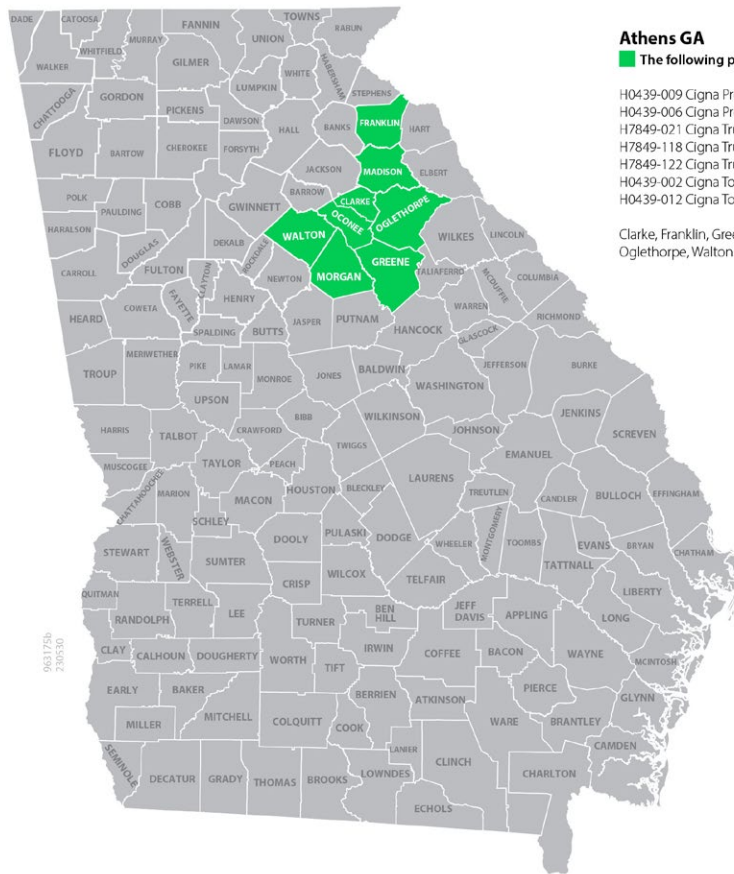 Athens GA
The following p
H0439-009 Cigna Pr
H0439-006 Cigna Pr
H7849-021 Cigna Tru
H7849-118 Cigna Tru
H7849-122 Cigna Tru
H0439-002 Cigna To
H0439-012 Cigna To
Clarke, Franklin, Gree
Oglethorpe, Walton
DADE
CATOOSA
FANNIN
TOWNS
RABUN
WHITFIELD
MURRAY
UNION
WALKER
GILMER
HABERSHAM
WHITE
LUMPKIN
STEPHENS
CHATTOOGA
GORDON
PICKENS
DAWSON
HALL
BANKS
FRANKLIN
HART
FLOYD
BARTOW
CHEROKEE
FORSYTH
JACKSON
MADISON
ELBERT
POLK
PAULDING
COBB
GWINNETT
BARROW
CLARKE
OCONEE
OGLETHORPE
HARALSON
DOUGLAS
DEKALB
ROCKDALE
WALTON
WILKES
LINCOLN
CARROLL
FULTON
CLAYTON
NEWTON
MORGAN
GREENE
TALIAFERRO
MCDUFFIE
COLUMBIA
HEARD
COWETA
FAYETTE
HENRY
SPALDING
BUTTS
JASPER
PUTNAM
HANCOCK
WARREN
GLASCOCK
RICHMOND
TROUP
MERIWETHER
PIKE
LAMAR
MONROE
JONES
BALDWIN
WASHINGTON
JEFFERSON
BURKE
UPSON
BIBB
WILKINSON
JENKINS
HARRIS
TALBOT
CRAWFORD
TWIGGS
JOHNSON
EMANUEL
SCREVEN
MUSCOGEE
TAYLOR
PEACH
HOUSTON
BLECKLEY
LAURENS
TREUTLEN
CANDLER
BULLOCH
EFFINGHAM
CHATTAHOOCHEE
MARION
MACON
SCHLEY
DOOLY
PULASKI
DODGE
WHEELER
MONTGOMERY
TOOMBS
TATTNALL
EVANS
BRYAN
CHATHAM
STEWART
WEBSTER
SUMTER
CRISP
WILCOX
TELFAIR
QUITMAN
RANDOLPH
TERRELL
LEE
TURNER
BEN
HILL
JEFF
DAVIS
APPLING
LONG
LIBERTY
CLAY
CALHOUN
DOUGHERTY
WORTH
TIFT
IRWIN
COFFEE
BACON
WAYNE
MCINTOSH
EARLY
BAKER
BERRIEN
ATKINSON
PIERCE
GLYNN
MILLER
MITCHELL
COLQUITT
COOK
WARE
BRANTLEY
SEMINOLE
DECATUR
GRADY
THOMAS
BROOKS
LOWNDES
LANIER
CLINCH
CHARLTON
CAMDEN
ECHOLS
963175b
230530